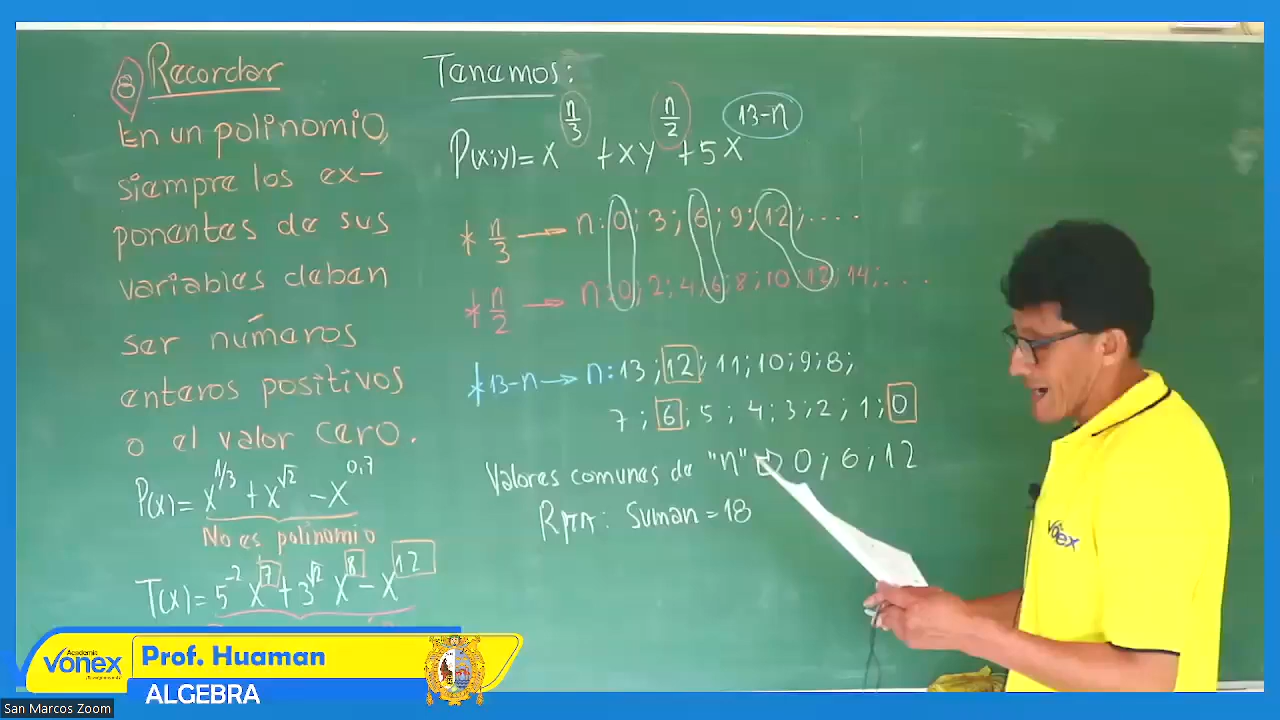 8 Recordar
En un polinomio,
siempre los ex-
ponentes de sus
variables deben
ser números
enteros positivos
o el valor cero.
P(x)= x^1/3 + x^√2 - x^0,7
No es polinomio
T(x)= 5^-2 x^7 + 3^√2 x^8 - x^12
Tenemos:
P(x;y)= x^n/3 + xy^n/2 + 5x^13-n
* n/3 → n: 0; 3; 6; 9; 12; ....
* n/2 → n: 0; 2; 4; 6; 8; 10; 12; 14; ...
* 13-n → n: 13; 12; 11; 10; 9; 8;
7; 6; 5; 4; 3; 2; 1; 0
Valores comunes de "n" ⇨ 0; 6; 12
Rpta: Suman = 18
vonex
Academia
vonex
Prof. Huaman
ALGEBRA
San Marcos Zoom